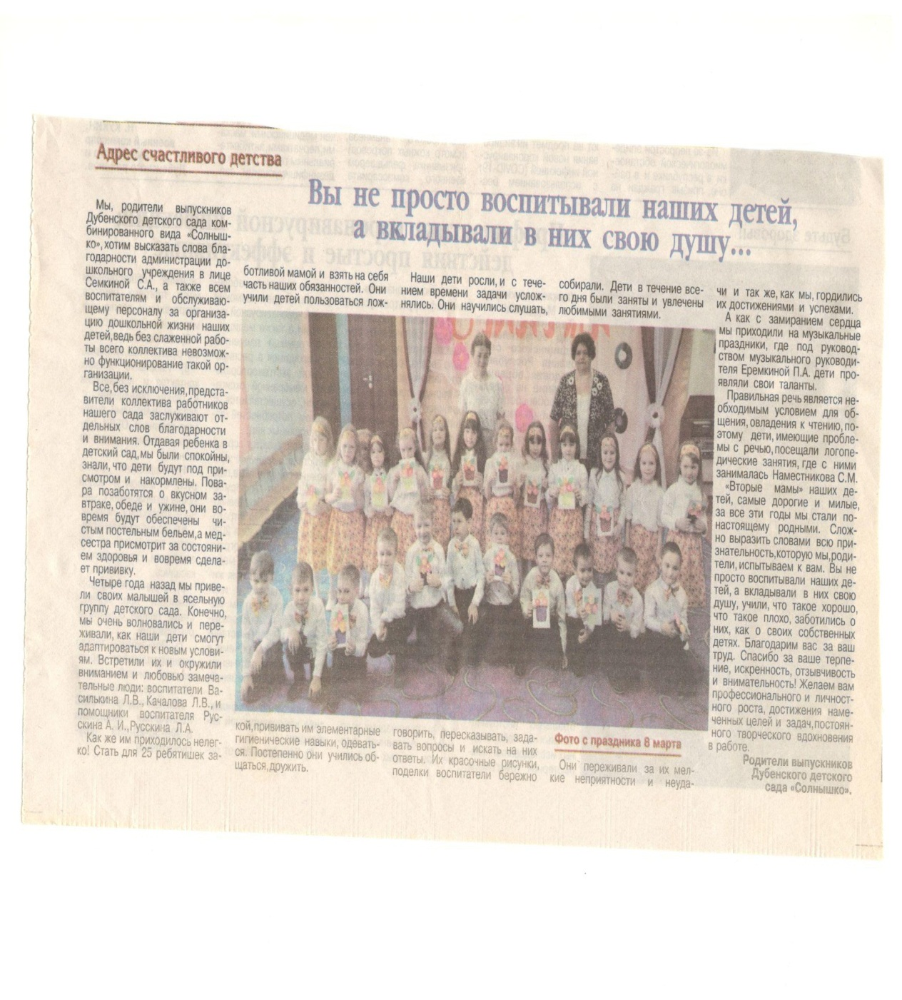 Адрес счастливого детства
Вы не просто воспитывали наших детей,
а вкладывали в них свою душу...
Мы, родители выпускников
Дубенского детского сада ком-
бинированного вида «Солныш-
ко», хотим высказать слова бла-
годарности администрации до-
школьного учреждения в лице
Семкиной С.А., а также всем
воспитателям и обслуживаю-
щему персоналу за организа-
цию дошкольной жизни наших
детей, ведь без слаженной рабо-
ты всего коллектива невозмож-
но функционирование такой ор-
ганизации.
Все, без исключения, предста-
вители коллектива работников
нашего сада заслуживают от-
дельных слов благодарности
и внимания. Отдавая ребенка в
детский сад, мы были спокойны,
знали, что дети будут под при-
смотром и накормлены. Пова-
ра позаботятся о вкусном за-
втраке, обеде и ужине, они во-
время будут обеспечены чи-
стым постельным бельем, а мед-
сестра присмотрит за состояни-
ем здоровья и вовремя сдела-
ет прививку.
Четыре года назад мы приве-
ли своих малышей в ясельную
группу детского сада. Конечно,
мы очень волновались и пере-
живали, как наши дети смогут
адаптироваться к новым услови-
ям. Встретили их и окружили
вниманием и любовью замеча-
тельные люди: воспитатели Ва-
силькина Л.В., Качалова Л.В., и
помощники воспитателя Рус-
скина А. И., Русскина Л.А.
Как же им приходилось нелег-
ко! Стать для 25 ребятишек за-
ботливой мамой и взять на себя
часть наших обязанностей. Они
учили детей пользоваться лож-
кой, прививать им элементарные
гигиенические навыки, одевать-
ся. Постепенно они учились об-
щаться, дружить.
Наши дети росли, и с тече-
нием времени задачи услож-
нялись. Они научились слушать,
говорить, пересказывать, зада-
вать вопросы и искать на них
ответы. Их красочные рисунки,
поделки воспитатели бережно
собирали. Дети в течение все-
го дня были заняты и увлечены
любимыми занятиями.
Фото с праздника 8 марта
Они переживали за их мел-
кие неприятности и неуда-
чи и так же, как мы, гордились
их достижениями и успехами.
А как с замиранием сердца
мы приходили на музыкальные
праздники, где под руковод-
ством музыкального руководи-
теля Еремкиной П.А. дети про-
являли свои таланты.
Правильная речь является не-
обходимым условием для об-
щения, овладения к чтению, по-
этому дети, имеющие пробле-
мы с речью, посещали логопе-
дические занятия, где с ними
занималась Наместникова С.М.
«Вторые мамы» наших де-
тей, самые дорогие и милые,
за все эти годы мы стали по-
настоящему родными. Слож-
но выразить словами всю при-
знательность, которую мы, роди-
тели, испытываем к вам. Вы не
просто воспитывали наших де-
тей, а вкладывали в них свою
душу, учили, что такое хорошо,
что такое плохо, заботились о
них, как о своих собственных
детях. Благодарим вас за ваш
труд. Спасибо за ваше терпе-
ние, искренность, отзывчивость
и внимательность! Желаем вам
профессионального и личност-
ного роста, достижения наме-
ченных целей и задач, постоян-
ного творческого вдохновения
в работе.
Родители выпускников
Дубенского детского
сада «Солнышко».